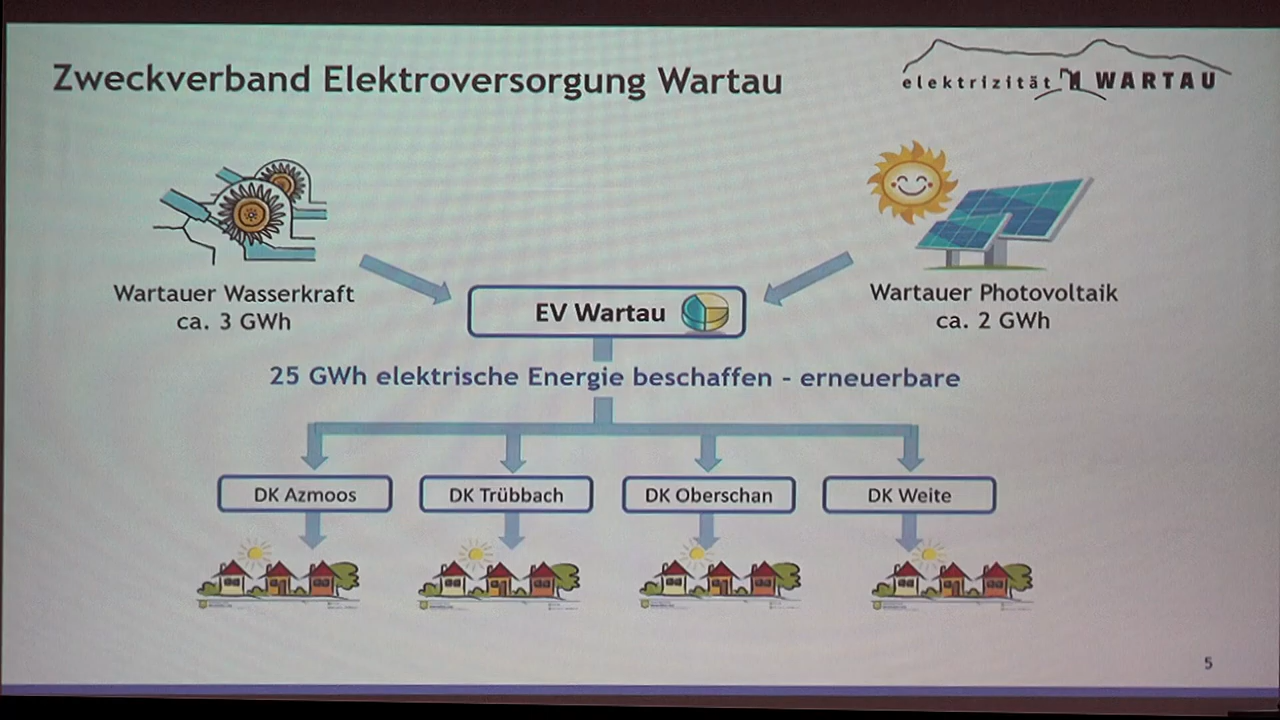 Zweckverband Elektroversorgung Wartau
elektrizität WARTAU
Wartauer Wasserkraft
ca. 3 GWh
Wartauer Photovoltaik
ca. 2 GWh
EV Wartau
25 GWh elektrische Energie beschaffen - erneuerbare
DK Azmoos
DK Trübbach
DK Oberschan
DK Weite
5